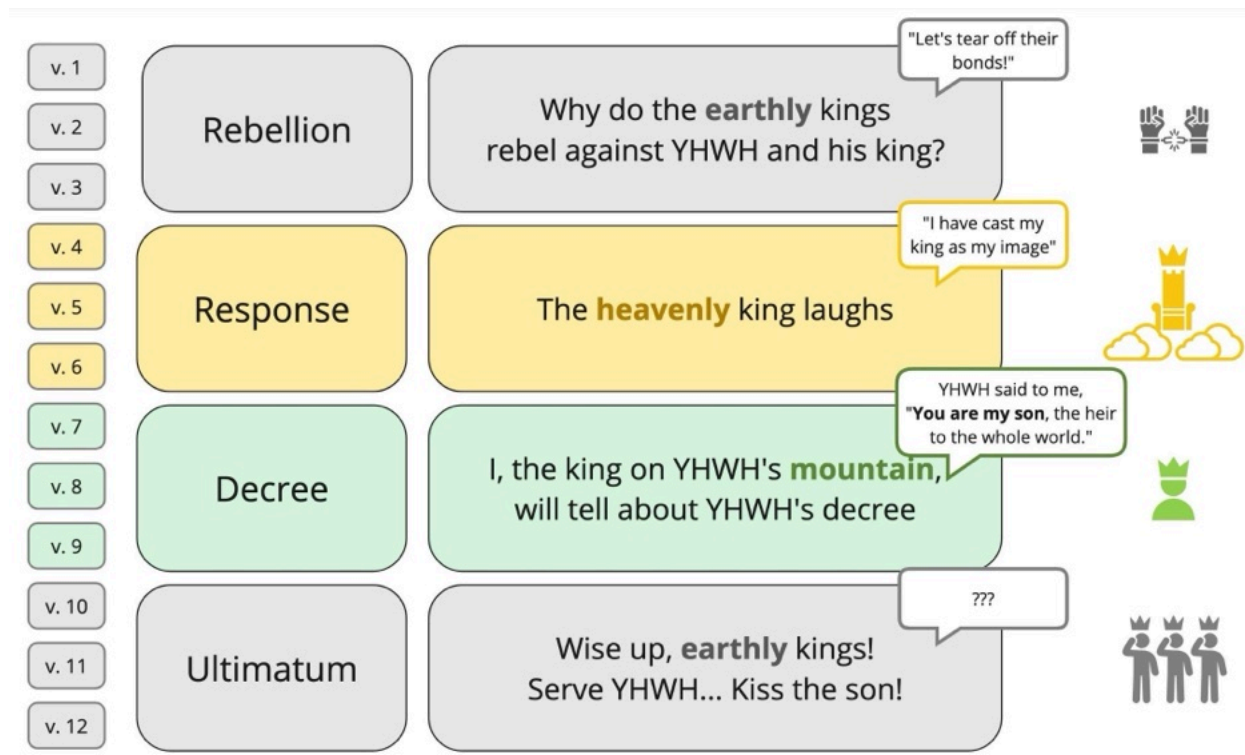 v. 1
v. 2
v. 3
Rebellion
"Let's tear off their
bonds!"
Why do the earthly kings
rebel against YHWH and his king?
v. 4
v. 5
v. 6
Response
"I have cast my
king as my image"
The heavenly king laughs
v. 7
v. 8
v. 9
Decree
YHWH said to me,
"You are my son, the heir
to the whole world."
I, the king on YHWH's mountain,
will tell about YHWH's decree
v. 10
v. 11
v. 12
Ultimatum
???
Wise up, earthly kings!
Serve YHWH... Kiss the son!